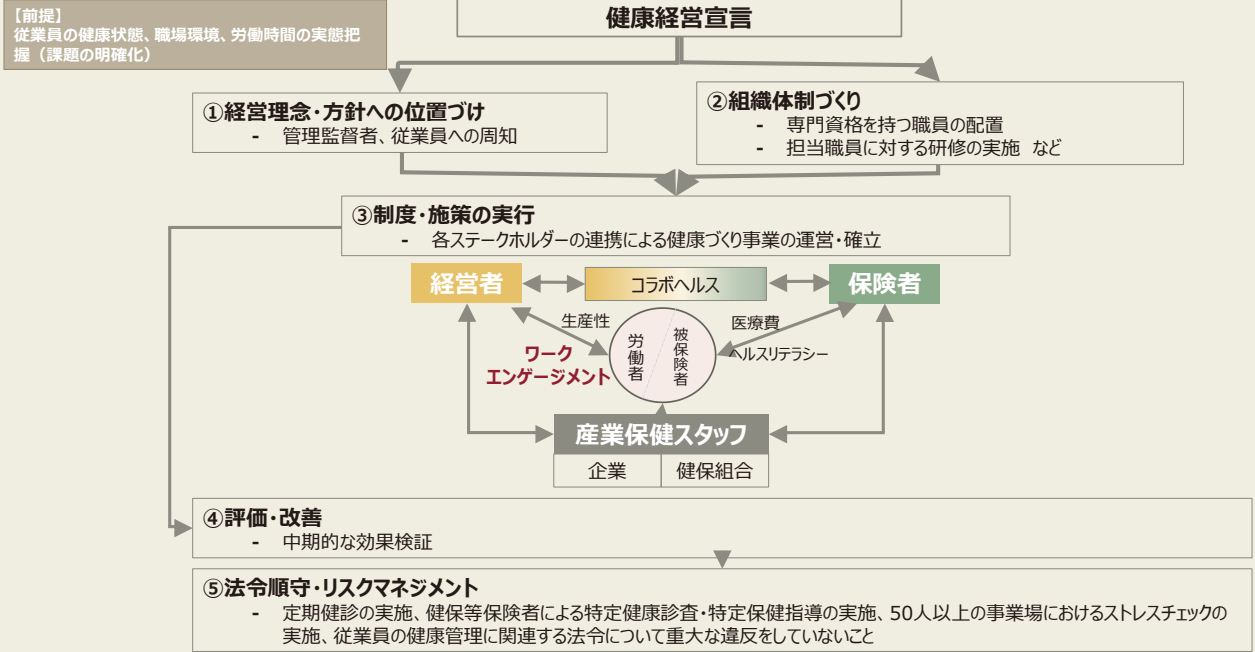 【前提】
従業員の健康状態、職場環境、労働時間の実態把
握（課題の明確化）
健康経営宣言
①経営理念・方針への位置づけ
- 管理監督者、従業員への周知
②組織体制づくり
- 専門資格を持つ職員の配置
- 担当職員に対する研修の実施 など
③制度・施策の実行
- 各ステークホルダーの連携による健康づくり事業の運営・確立
経営者
コラボヘルス
保険者
生産性
医療費
労働者
被保険者
ワーク
エンゲージメント
ヘルスリテラシー
産業保健スタッフ
企業
健保組合
④評価・改善
- 中期的な効果検証
⑤法令順守・リスクマネジメント
- 定期健診の実施、健保等保険者による特定健康診査・特定保健指導の実施、50人以上の事業場におけるストレスチェックの
実施、従業員の健康管理に関連する法令について重大な違反をしていないこと